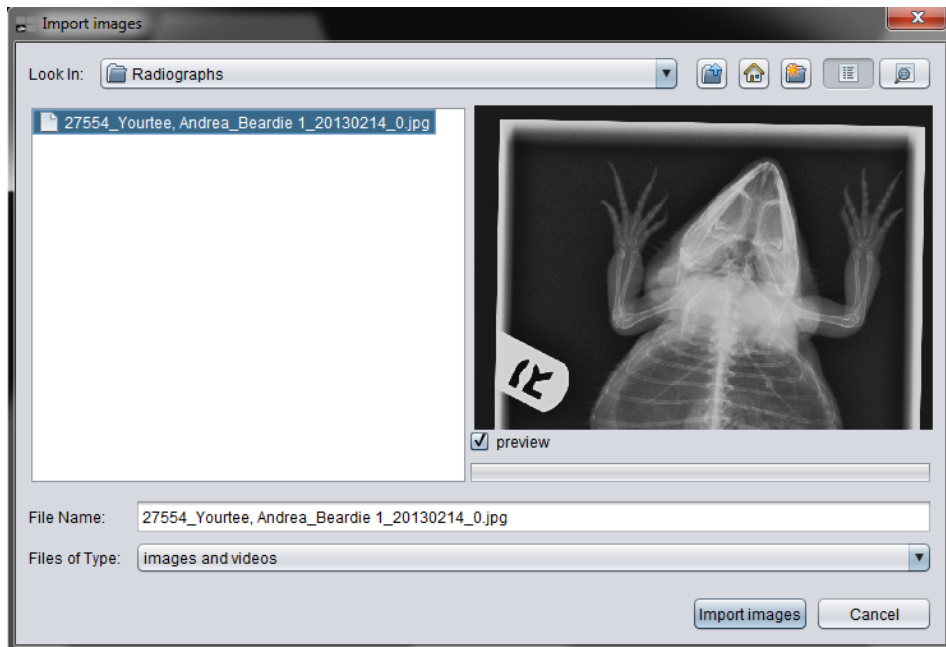 Import images
Look In: Radiographs
27554_Yourtee, Andrea_Beardie 1_20130214_0.jpg
R
preview
File Name: 27554_Yourtee, Andrea_Beardie 1_20130214_0.jpg
Files of Type: images and videos
Import images Cancel